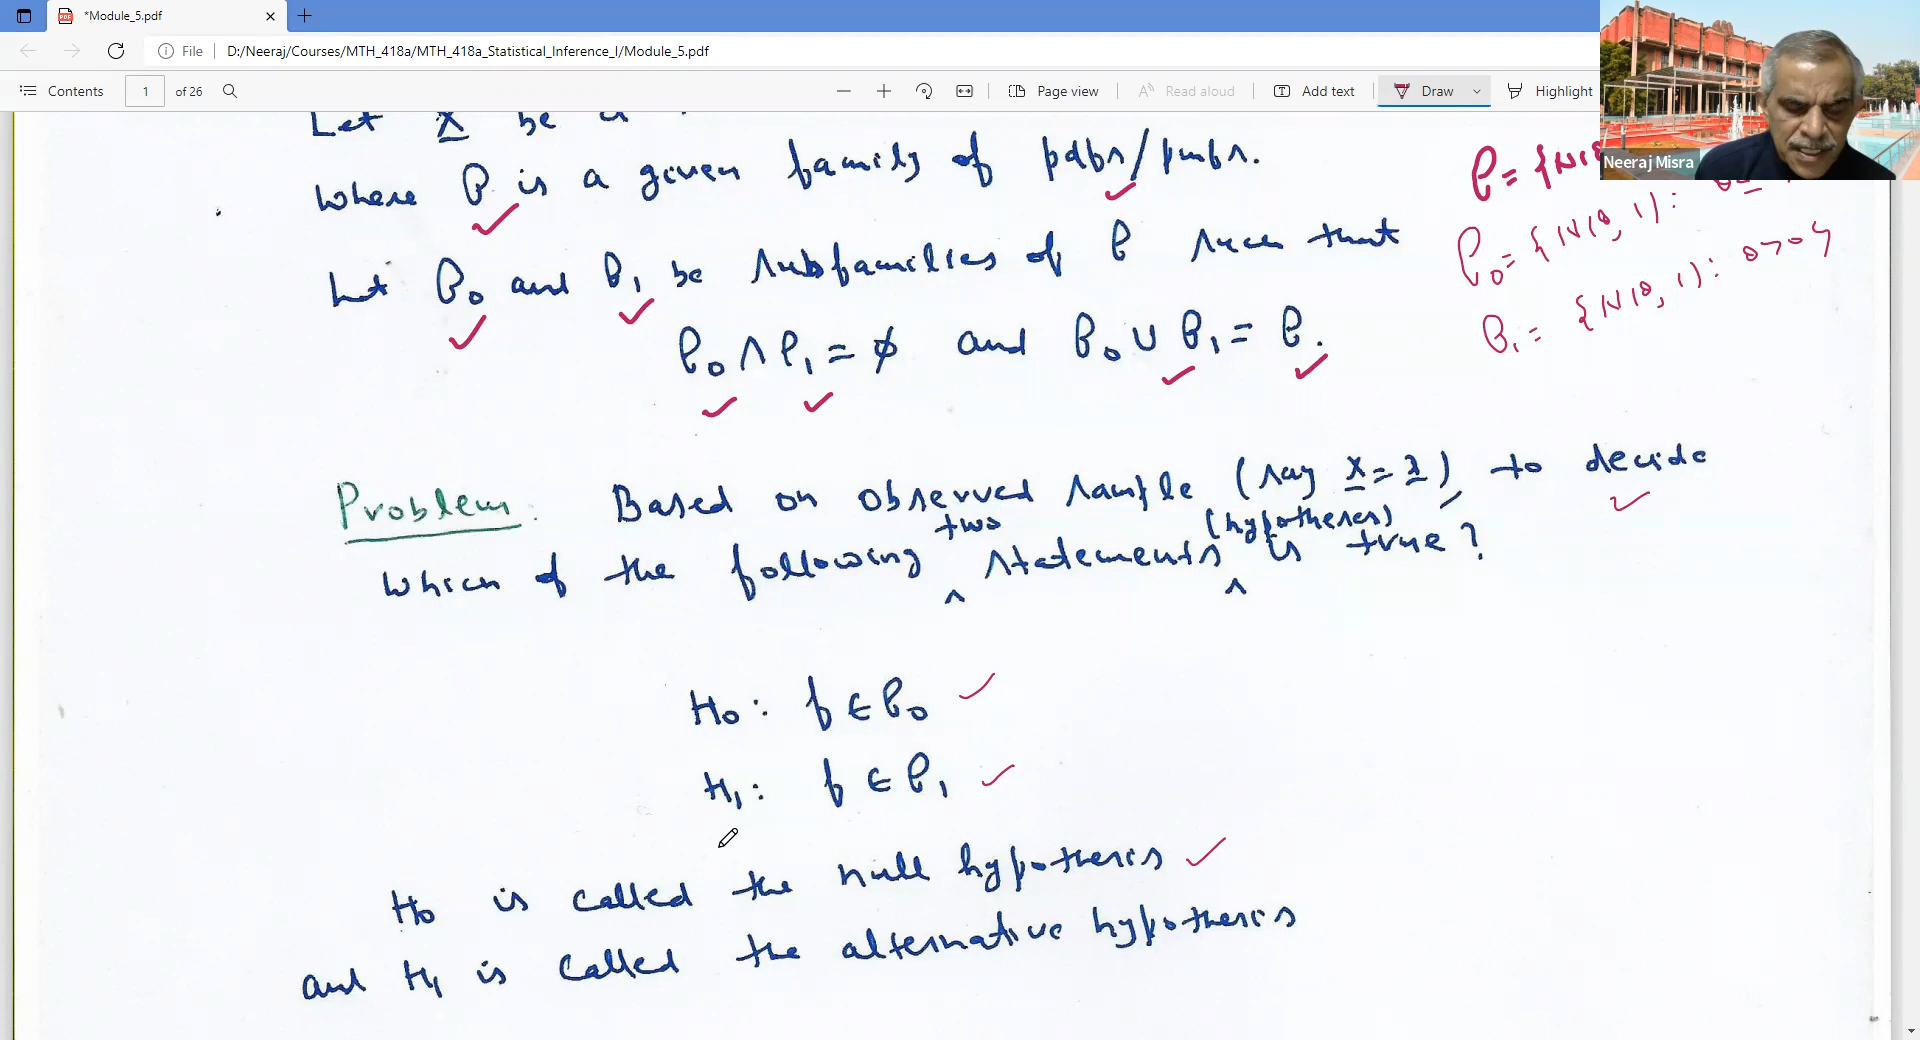 *Module_5.pdf
File D:/Neeraj/Courses/MTH_418a/MTH_418a_Statistical_Inference_I/Module_5.pdf
Contents 1 of 26 Page view Read aloud Add text Draw Highlight
Neeraj Misra
Let X be a
where P is a given family of pdfs/pmfs.
Let P₀ and P₁ be subfamilies of P such that
P₀ ∩ P₁ = ϕ and P₀ ∪ P₁ = P.
P = {N(θ
P₀ = {N(θ, 1):
P₁ = {N(θ, 1): θ > 0}
Problem: Based on observed sample (say X = x), to decide
which of the following two statements (hypotheses) is true?
H₀: f ∈ P₀
H₁: f ∈ P₁
H₀ is called the null hypothesis
and H₁ is called the alternative hypothesis